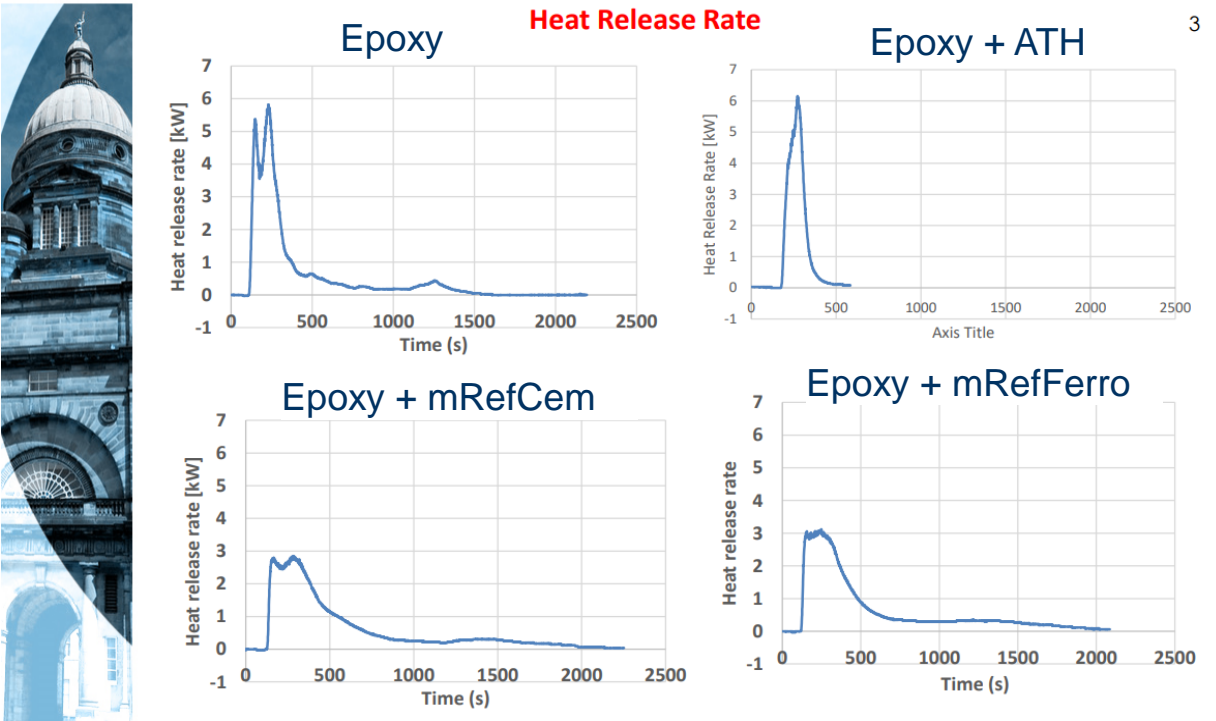 Heat Release Rate
3
Epoxy
Heat release rate [kW]
7
6
5
4
3
2
1
0
-1
0 500 1000 1500 2000 2500
Time (s)
Epoxy + ATH
Heat Release Rate [kW]
7
6
5
4
3
2
1
0
-1
0 500 1000 1500 2000 2500
Axis Title
Epoxy + mRefCem
Heat release rate [kW]
7
6
5
4
3
2
1
0
-1
0 500 1000 1500 2000 2500
Time (s)
Epoxy + mRefFerro
Heat release rate
7
6
5
4
3
2
1
0
-1
0 500 1000 1500 2000 2500
Time (s)